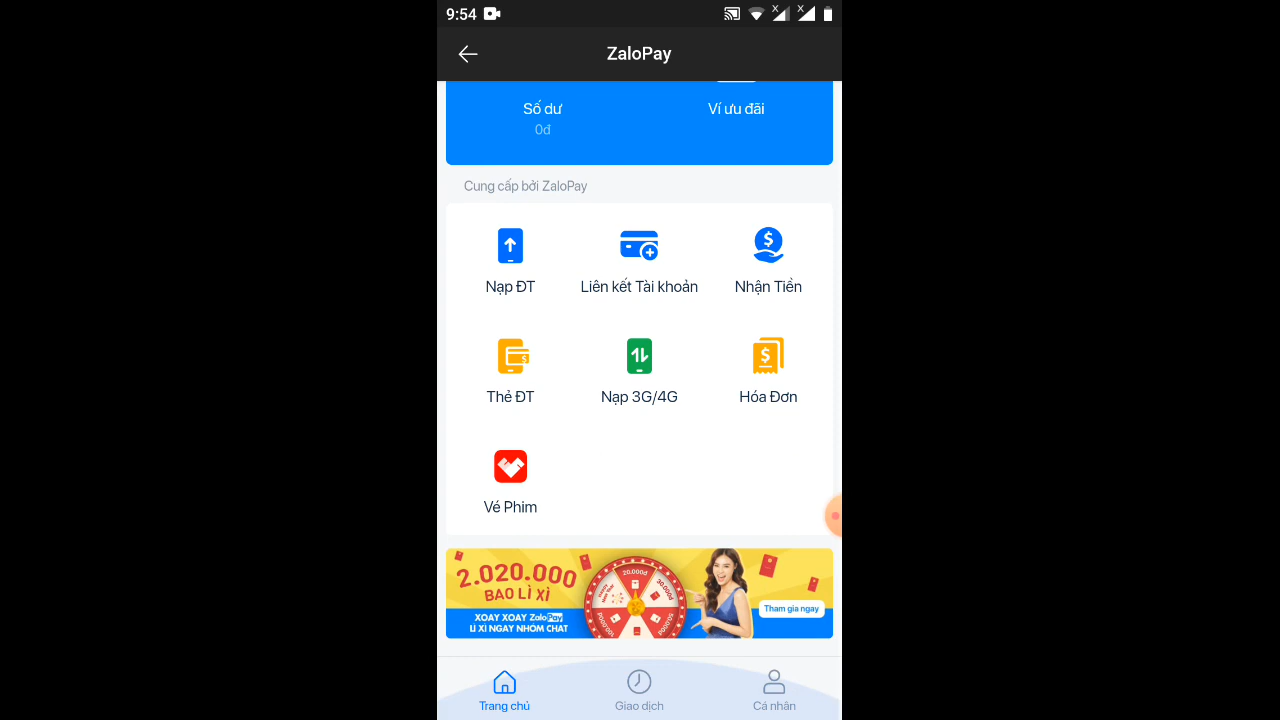 9:54
ZaloPay
Số dư
Ví ưu đãi
0đ
Cung cấp bởi ZaloPay
Nạp ĐT
Liên kết Tài khoản
Nhận Tiền
Thẻ ĐT
Nạp 3G/4G
Hóa Đơn
Vé Phim
2.020.000
BAO LÌ XÌ
XOAY XOAY ZaloPay
LÌ XÌ NGAY NHÓM CHAT
20.000đ
Tham gia ngay
Trang chủ
Giao dịch
Cá nhân